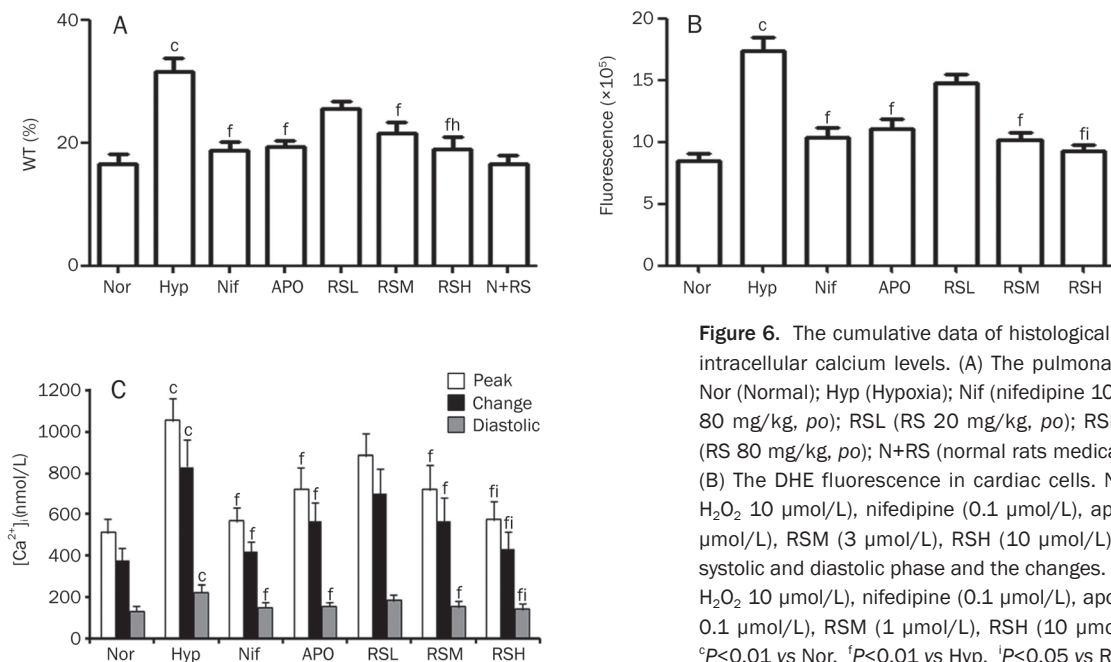 A
40
20
0
WT (%)
c
f
f
f
fh
Nor Hyp Nif APO RSL RSM RSH N+RS
B
20
15
10
5
0
Fluorescence (×10⁵)
c
f
f
f
fi
Nor Hyp Nif APO RSL RSM RSH
C
1200
1000
800
600
400
200
0
[Ca²⁺]ᵢ(nmol/L)
Peak
Change
Diastolic
c
c
c
f
f
f
f
f
f
f
f
f
fi
fi
fi
Nor Hyp Nif APO RSL RSM RSH
Figure 6. The cumulative data of histological
intracellular calcium levels. (A) The pulmona
Nor (Normal); Hyp (Hypoxia); Nif (nifedipine 10
80 mg/kg, po); RSL (RS 20 mg/kg, po); RSI
(RS 80 mg/kg, po); N+RS (normal rats medica
(B) The DHE fluorescence in cardiac cells. N
H₂O₂ 10 μmol/L), nifedipine (0.1 μmol/L), ap
μmol/L), RSM (3 μmol/L), RSH (10 μmol/L)
systolic and diastolic phase and the changes.
H₂O₂ 10 μmol/L), nifedipine (0.1 μmol/L), apo
0.1 μmol/L), RSM (1 μmol/L), RSH (10 μmo
ᶜP<0.01 vs Nor. ᶠP<0.01 vs Hyp. ⁱP<0.05 vs R